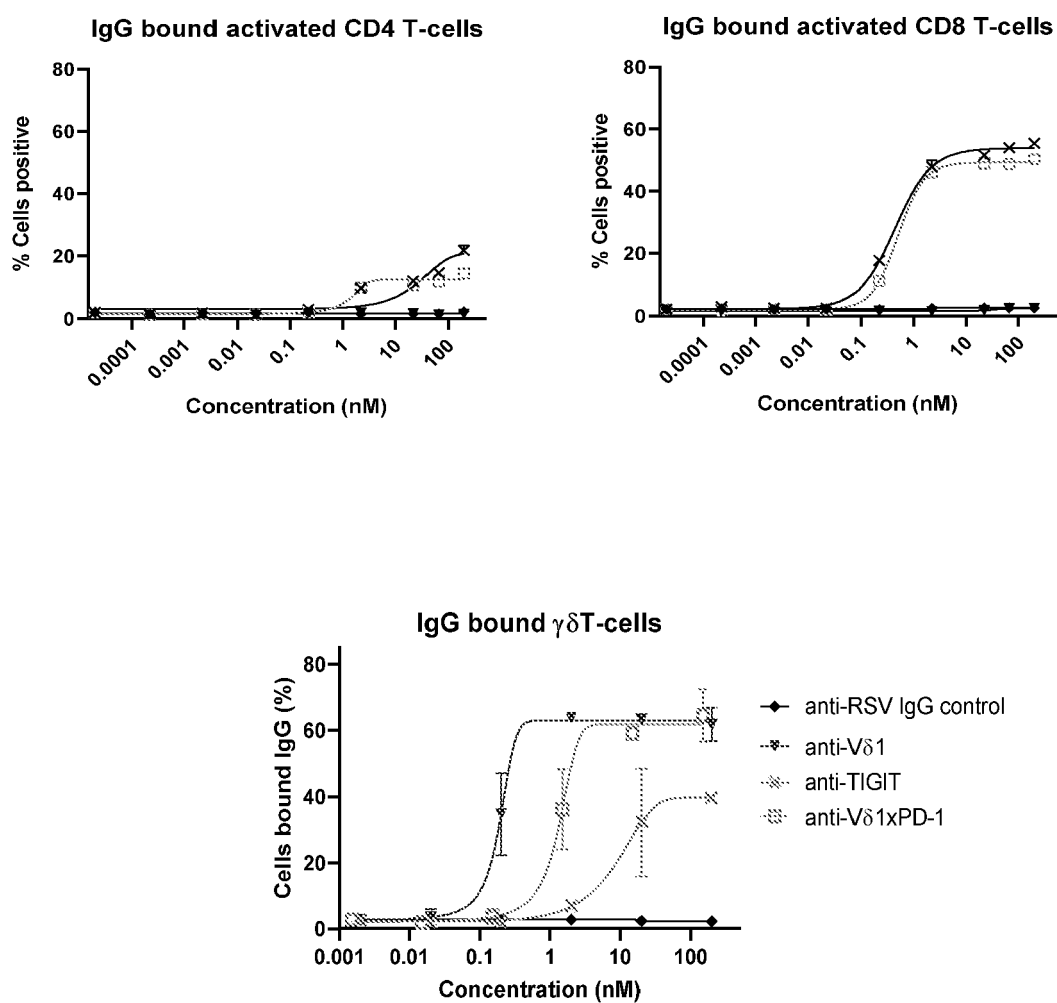 IgG bound activated CD4 T-cells
80
60
40
20
0
% Cells positive
0.0001
0.001
0.01
0.1
1
10
100
Concentration (nM)
IgG bound activated CD8 T-cells
80
60
40
20
0
% Cells positive
0.0001
0.001
0.01
0.1
1
10
100
Concentration (nM)
IgG bound γδT-cells
80
60
40
20
0
Cells bound IgG (%)
0.001
0.01
0.1
1
10
100
Concentration (nM)
anti-RSV IgG control
anti-Vδ1
anti-TIGIT
anti-Vδ1xPD-1